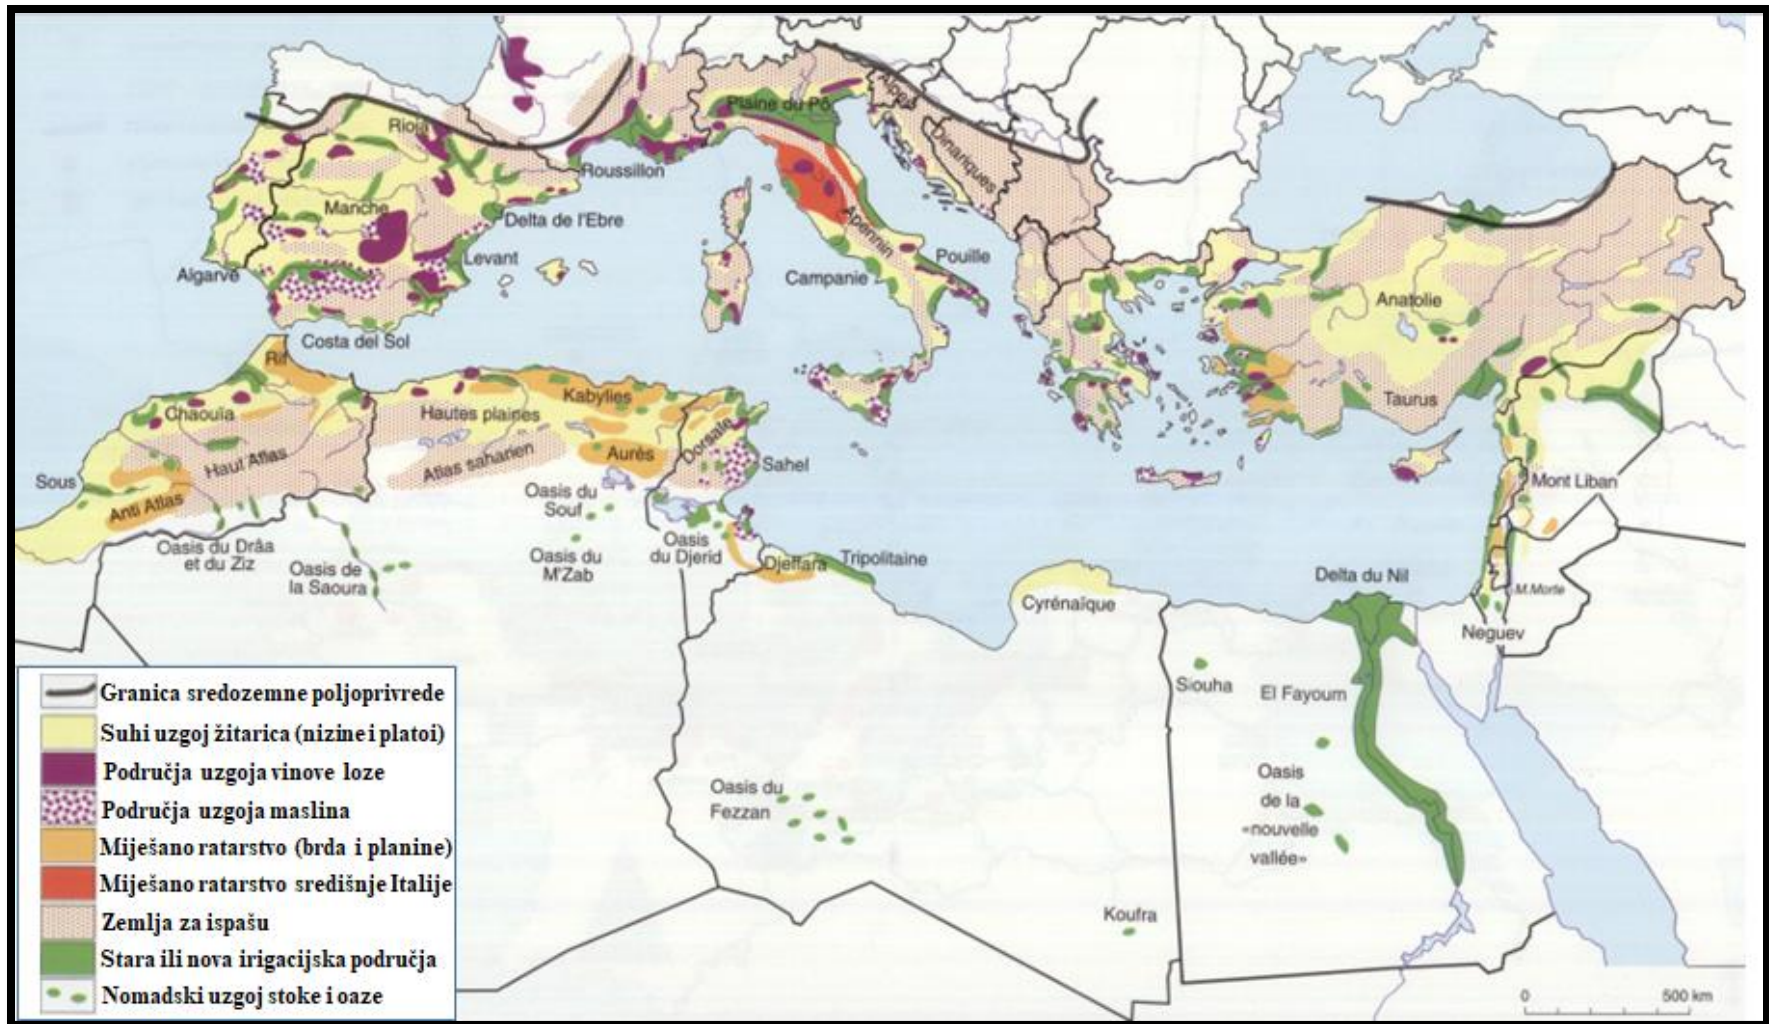 Plaine du Pô
Alpes
Rioja
Dinariques
Roussillon
Manche
Delta de l'Ebre
Apennin
Levant
Pouille
Algarve
Campanie
Anatolie
Costa del Sol
Rif
Kabylies
Taurus
Chaouïa
Hautes plaines
Dorsale
Haut Atlas
Atlas saharien
Aurés
Sahel
Sous
Mont Liban
Anti Atlas
Oasis du
Souf
Oasis du Drâa
et du Ziz
Oasis
du Djerid
Oasis du
M'Zab
Djeffara
Tripolitaine
Oasis de
la Saoura
Delta du Nil
M.Morte
Cyrénaïque
Neguev
Siouha
El Fayoum
Oasis du
Fezzan
Oasis
de la
«nouvelle
vallée»
Koufra
0 500 km
Granica sredozemne poljoprivrede
Suhi uzgoj žitarica (nizine i platoi)
Područja uzgoja vinove loze
Područja uzgoja maslina
Miješano ratarstvo (brda i planine)
Miješano ratarstvo središnje Italije
Zemlja za ispašu
Stara ili nova irigacijska područja
Nomadski uzgoj stoke i oaze